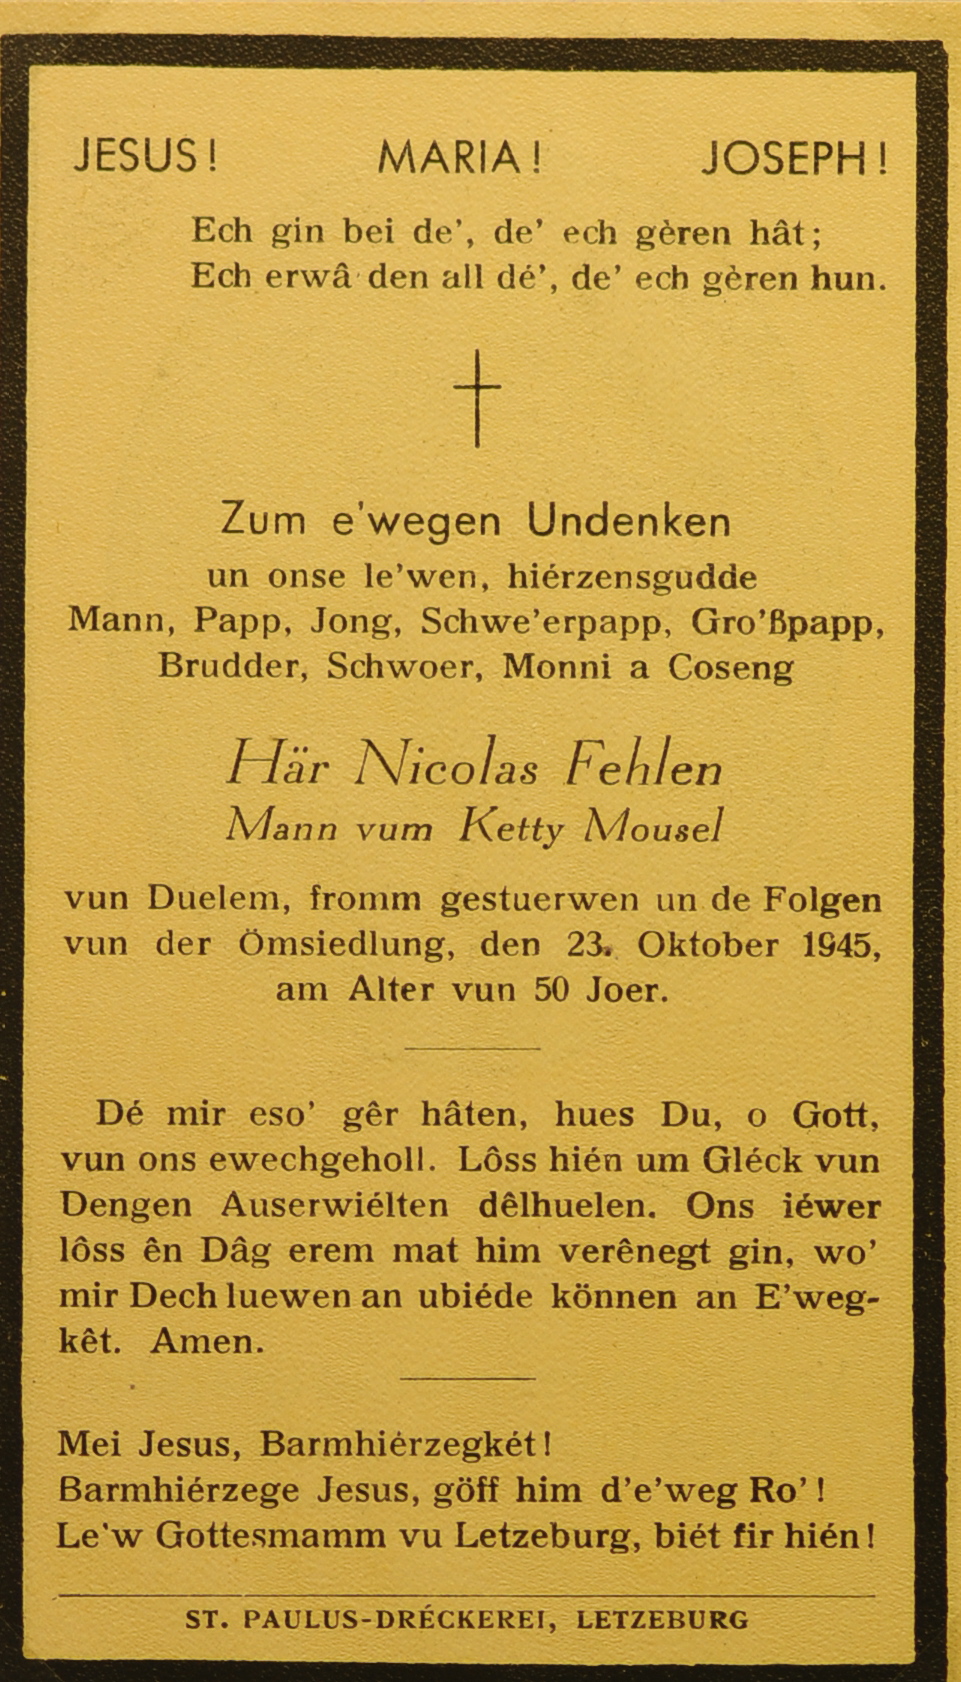 JESUS! MARIA! JOSEPH!
Ech gin bei de’, de’ ech gèren hât;
Ech erwâ den all dé’, de’ ech gèren hun.
Zum e'wegen Undenken
un onse le’wen, hiérzensgudde
Mann, Papp, Jong, Schwe’erpapp, Gro’ßpapp,
Brudder, Schwoer, Monni a Coseng
Här Nicolas Fehlen
Mann vum Ketty Mousel
vun Duelem, fromm gestuerwen un de Folgen
vun der Ömsiedlung, den 23. Oktober 1945,
am Alter vun 50 Joer.
Dé mir eso’ gêr hâten, hues Du, o Gott,
vun ons ewechgeholl. Lôss hién um Gléck vun
Dengen Auserwiélten dêlhuelen. Ons iéwer
lôss ên Dâg erem mat him verênegt gin, wo’
mir Dech luewen an ubiéde können an E’weg-
kêt. Amen.
Mei Jesus, Barmhiérzegkét!
Barmhiérzege Jesus, göff him d’e’weg Ro’!
Le’w Gottesmamm vu Letzeburg, biét fir hién!
ST. PAULUS-DRÉCKEREI, LETZEBURG